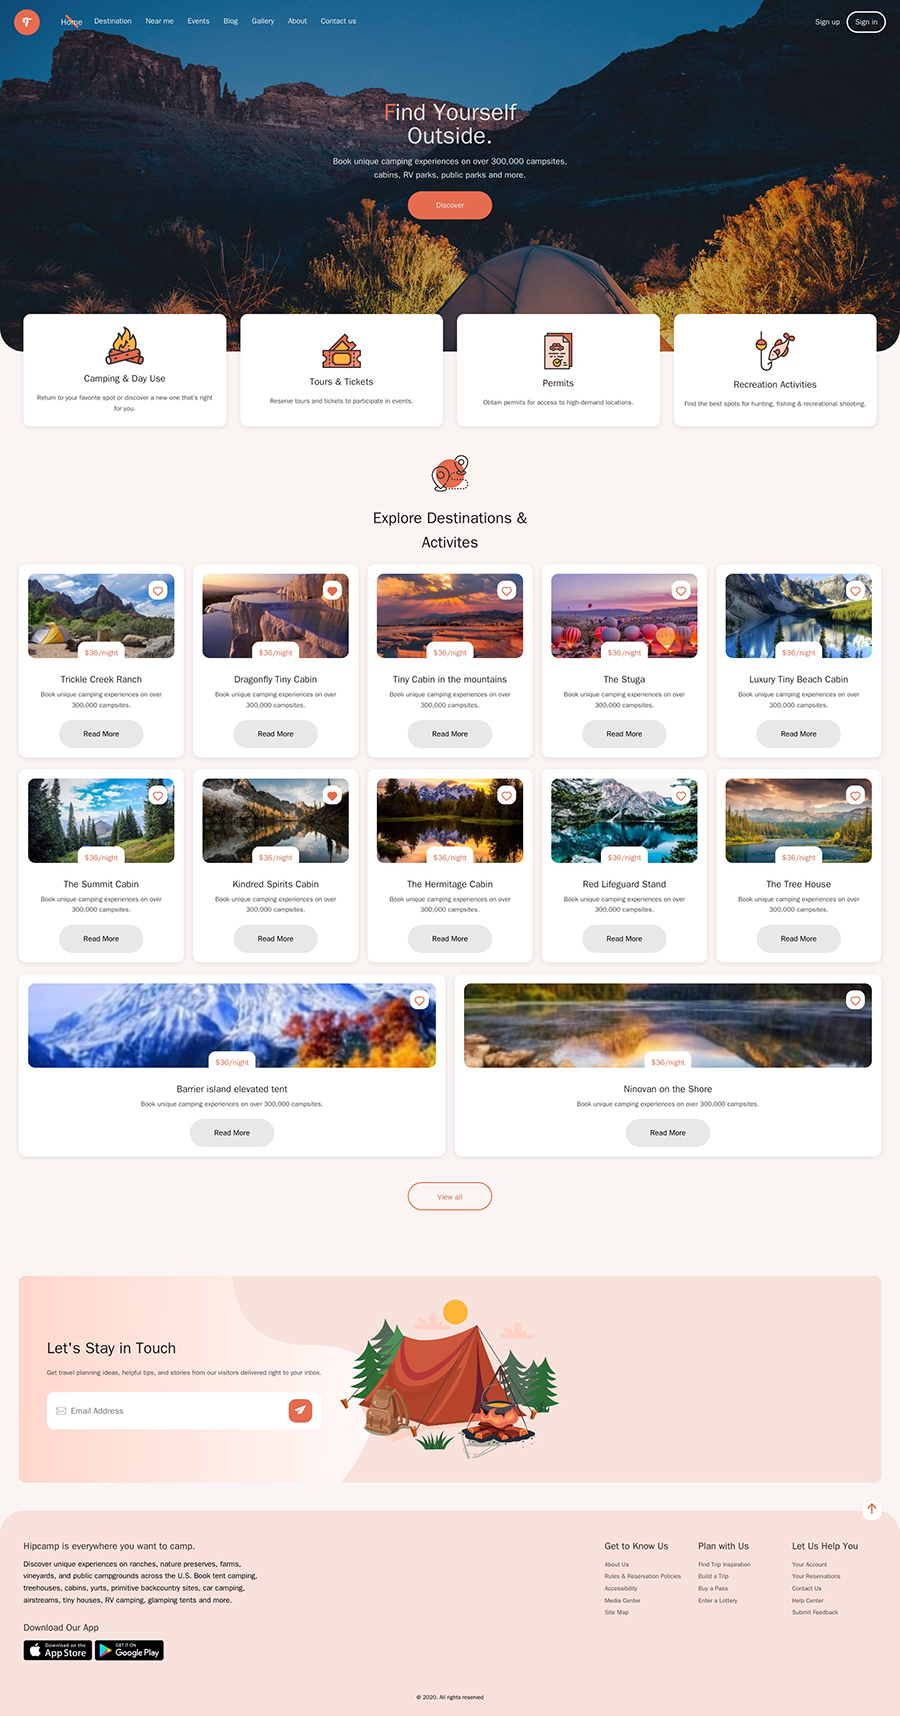 Home Destination Near me Events Blog Gallery About Contact us
Sign up Sign in
Find Yourself
Outside.
Book unique camping experiences on over 300,000 campsites,
cabins, RV parks, public parks and more.
Discover
Camping & Day Use
Return to your favorite spot or discover a new one that's right
for you.
Tours & Tickets
Reserve tours and tickets to participate in events.
Permits
Obtain permits for access to high-demand locations.
Recreation Activities
Find the best spots for hunting, fishing & recreational shooting.
Explore Destinations &
Activites
$36/night
Trickle Creek Ranch
Book unique camping experiences on over
300,000 campsites.
Read More
$36/night
Dragonfly Tiny Cabin
Book unique camping experiences on over
300,000 campsites.
Read More
$36/night
Tiny Cabin in the mountains
Book unique camping experiences on over
300,000 campsites.
Read More
$36/night
The Stuga
Book unique camping experiences on over
300,000 campsites.
Read More
$36/night
Luxury Tiny Beach Cabin
Book unique camping experiences on over
300,000 campsites.
Read More
$36/night
The Summit Cabin
Book unique camping experiences on over
300,000 campsites.
Read More
$36/night
Kindred Spirits Cabin
Book unique camping experiences on over
300,000 campsites.
Read More
$36/night
The Hermitage Cabin
Book unique camping experiences on over
300,000 campsites.
Read More
$36/night
Red Lifeguard Stand
Book unique camping experiences on over
300,000 campsites.
Read More
$36/night
The Tree House
Book unique camping experiences on over
300,000 campsites.
Read More
$36/night
Barrier island elevated tent
Book unique camping experiences on over 300,000 campsites.
Read More
$36/night
Ninovan on the Shore
Book unique camping experiences on over 300,000 campsites.
Read More
View all
Let's Stay in Touch
Get travel planning ideas, helpful tips, and stories from our visitors delivered right to your inbox.
Email Address
Hipcamp is everywhere you want to camp.
Discover unique experiences on ranches, nature preserves, farms,
vineyards, and public campgrounds across the U.S. Book tent camping,
treehouses, cabins, yurts, primitive backcountry sites, car camping,
airstreams, tiny houses, RV camping, glamping tents and more.
Download Our App
Download on the
App Store
GET IT ON
Google Play
Get to Know Us
About Us
Rules & Reservation Policies
Accessibility
Media Center
Site Map
Plan with Us
Find Trip Inspiration
Build a Trip
Buy a Pass
Enter a Lottery
Let Us Help You
Your Account
Your Reservations
Contact Us
Help Center
Submit Feedback
@ 2020. All rights reserved